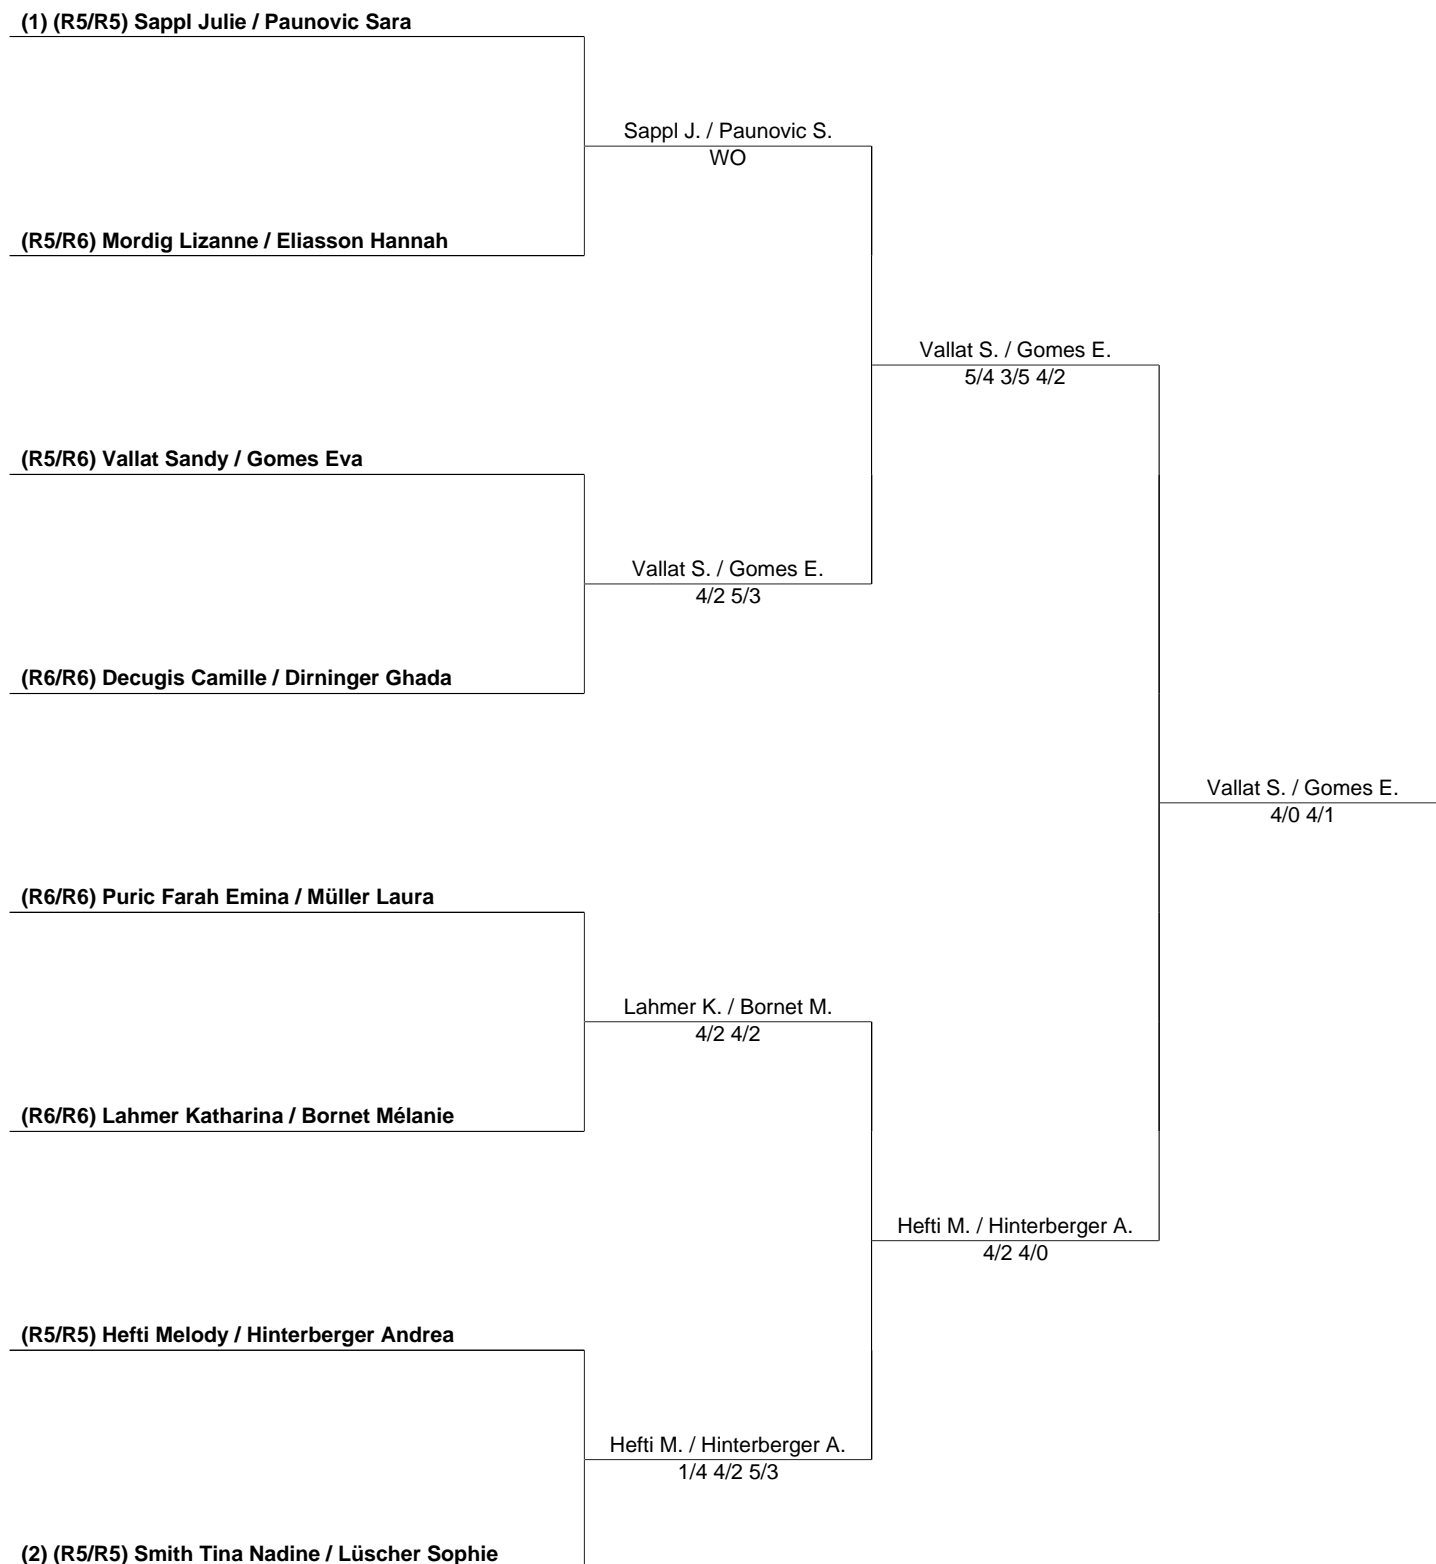 (1) (R5/R5) Sappl Julie / Paunovic Sara
Sappl J. / Paunovic S.
WO
(R5/R6) Mordig Lizanne / Eliasson Hannah
Vallat S. / Gomes E.
5/4 3/5 4/2
(R5/R6) Vallat Sandy / Gomes Eva
Vallat S. / Gomes E.
4/2 5/3
(R6/R6) Decugis Camille / Dirninger Ghada
Vallat S. / Gomes E.
4/0 4/1
(R6/R6) Puric Farah Emina / Müller Laura
Lahmer K. / Bornet M.
4/2 4/2
(R6/R6) Lahmer Katharina / Bornet Mélanie
Hefti M. / Hinterberger A.
4/2 4/0
(R5/R5) Hefti Melody / Hinterberger Andrea
Hefti M. / Hinterberger A.
1/4 4/2 5/3
(2) (R5/R5) Smith Tina Nadine / Lüscher Sophie